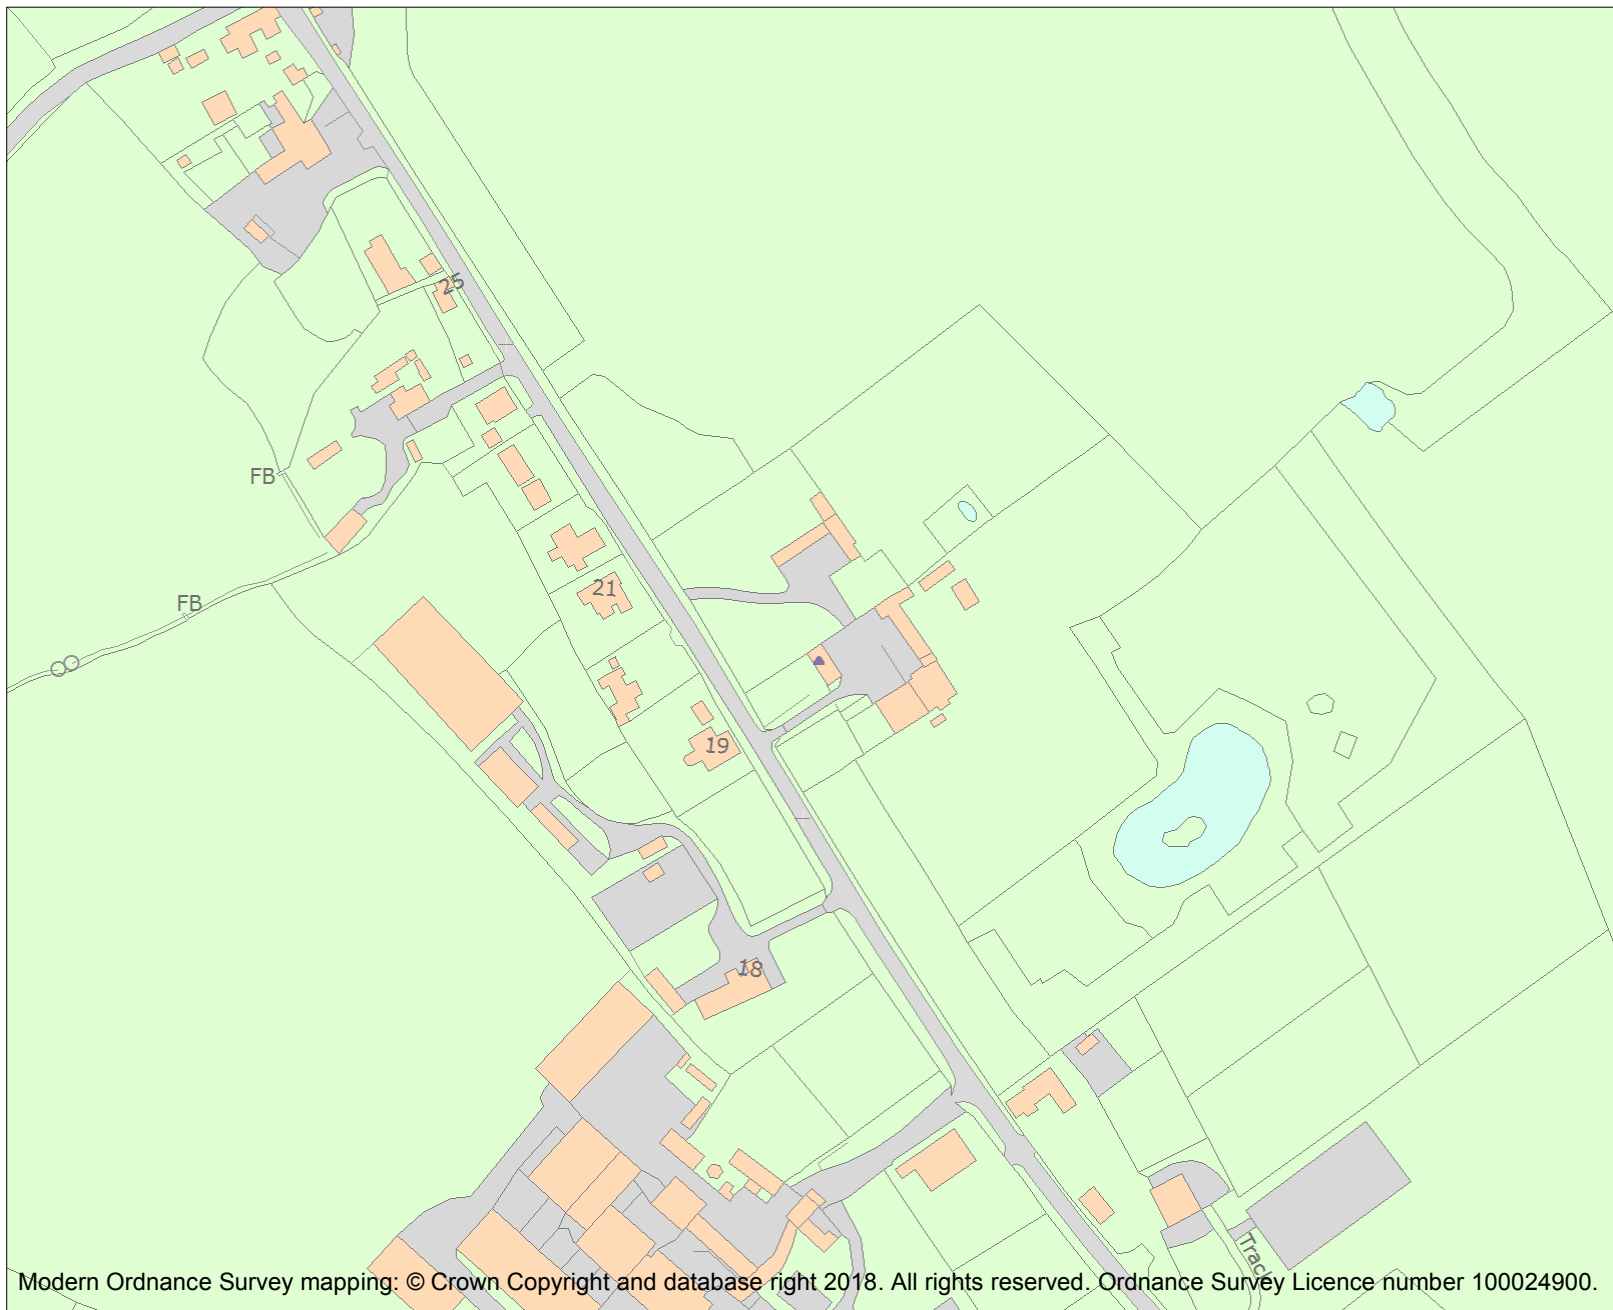 25
FB
21
FB
19
18
Track
Modern Ordnance Survey mapping: © Crown Copyright and database right 2018. All rights reserved. Ordnance Survey Licence number 100024900.